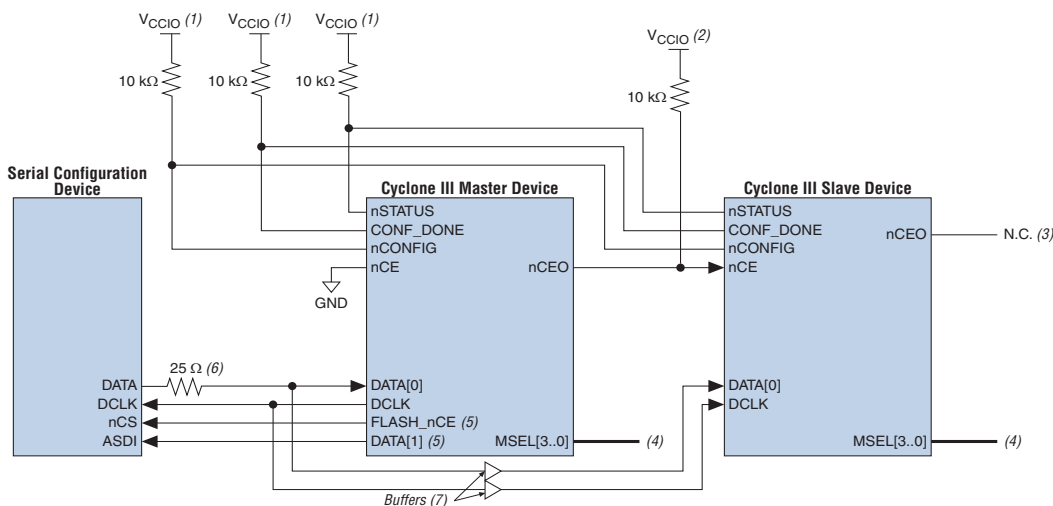 VCCIO (1) VCCIO (1) VCCIO (1)
VCCIO (2)
10 kΩ 10 kΩ 10 kΩ
10 kΩ
Serial Configuration
Device
DATA
DCLK
nCS
ASDI
25 Ω (6)
Cyclone III Master Device
nSTATUS
CONF_DONE
nCONFIG
nCE
nCEO
GND
DATA[0]
DCLK
FLASH_nCE (5)
DATA[1] (5)
MSEL[3..0]
(4)
Buffers (7)
Cyclone III Slave Device
nSTATUS
CONF_DONE
nCONFIG
nCE
nCEO
N.C. (3)
DATA[0]
DCLK
MSEL[3..0]
(4)